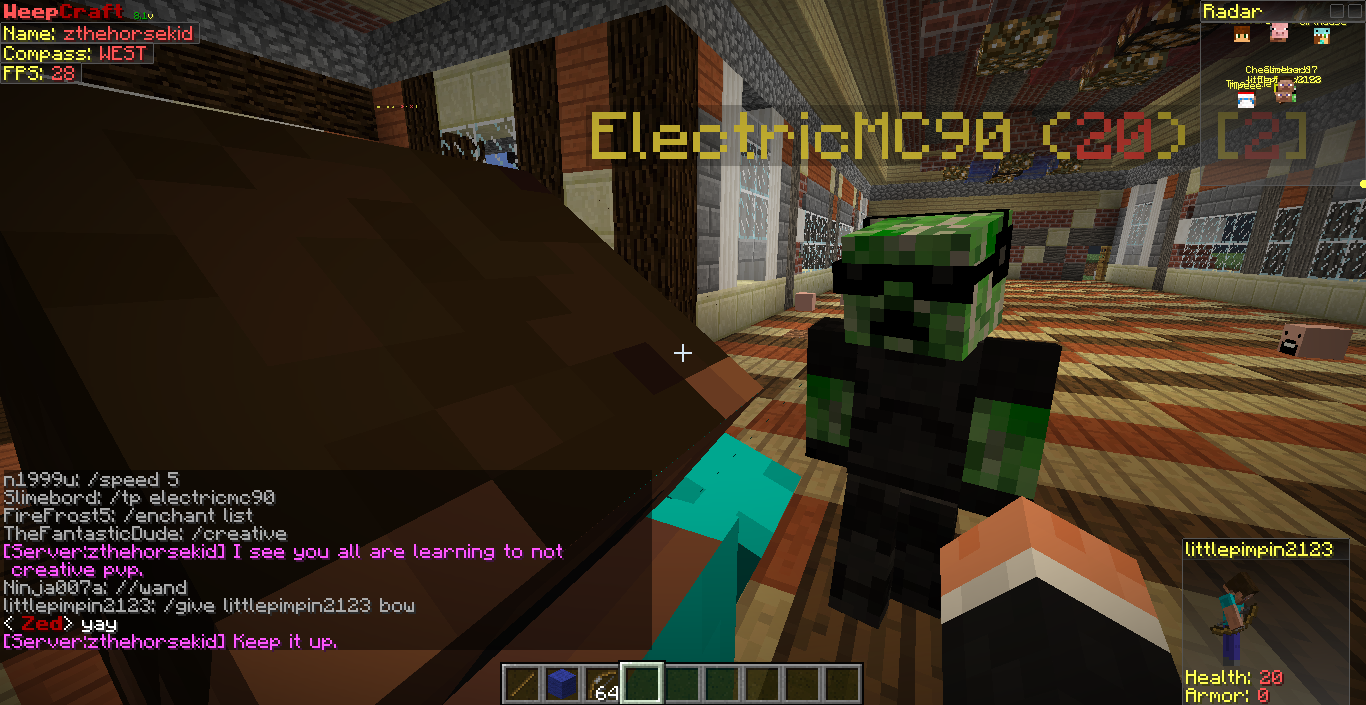 WeepCraft 8.1v
Name: zthehorsekid
Compass: WEST
FPS: 28
Radar
ElectricMC90 (20) [2]
n1999u: /speed 5
Slimebord: /tp electricmc90
FireFrost5: /enchant list
TheFantasticDude: /creative
[Server:zthehorsekid] I see you all are learning to not
creative pvp.
Ninja007a: //wand
littlepimpin2123: /give littlepimpin2123 bow
< Zed> yay
[Server:zthehorsekid] Keep it up.
64
littlepimpin2123
Health: 20
Armor: 0